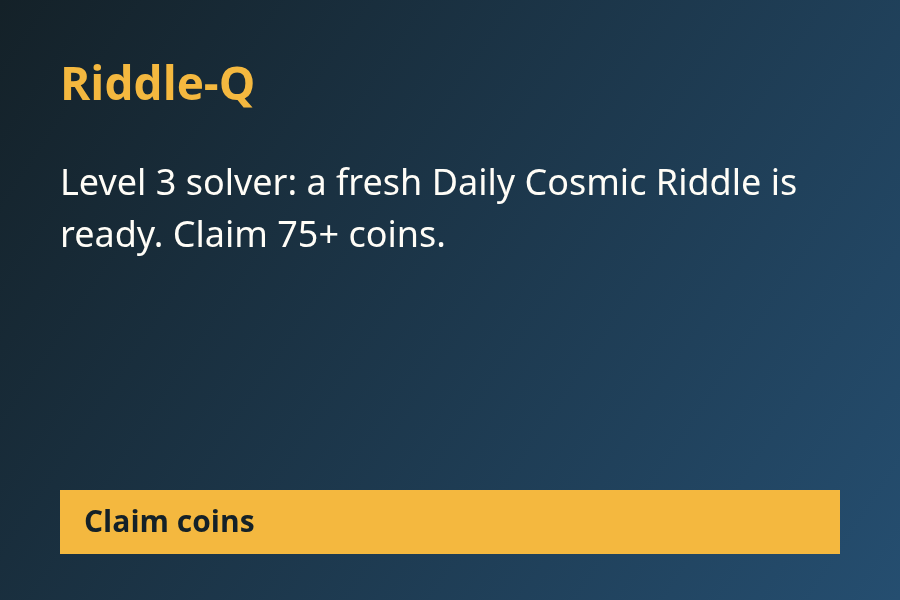 Riddle-Q
Level 3 solver: a fresh Daily Cosmic Riddle is
ready. Claim 75+ coins.
Claim coins